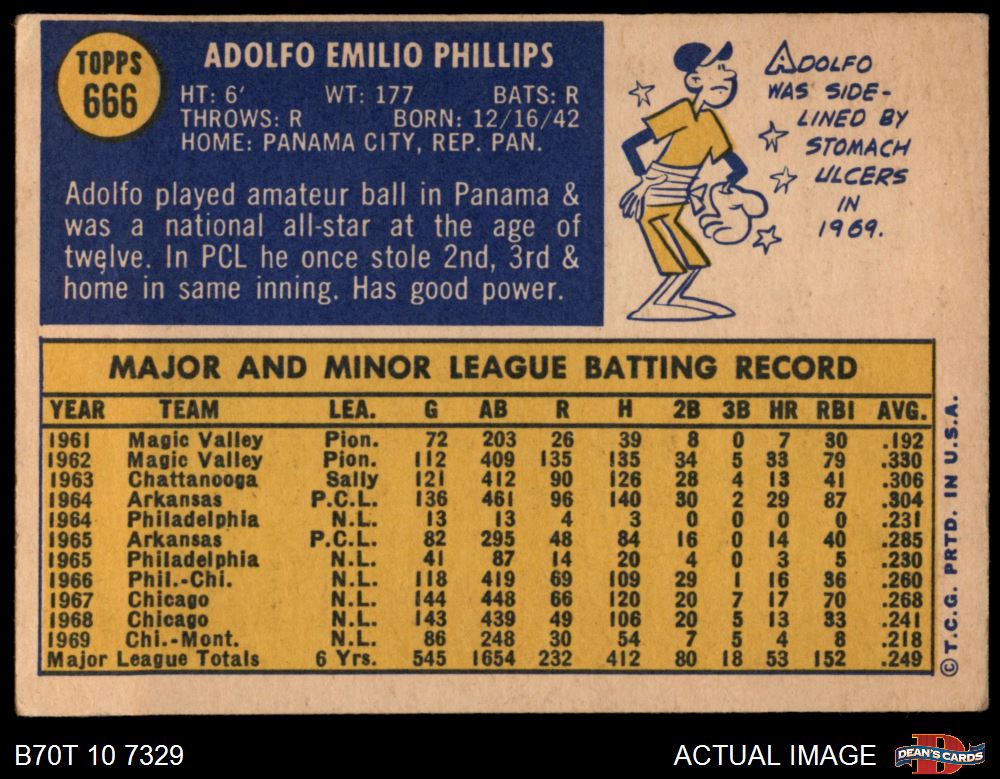 TOPPS
666
ADOLFO EMILIO PHILLIPS
HT: 6' WT: 177 BATS: R
THROWS: R BORN: 12/16/42
HOME: PANAMA CITY, REP. PAN.
Adolfo played amateur ball in Panama &
was a national all-star at the age of
twelve. In PCL he once stole 2nd, 3rd &
home in same inning. Has good power.
ADOLFO
WAS SIDE-
LINED BY
STOMACH
ULCERS
IN
1969.
MAJOR AND MINOR LEAGUE BATTING RECORD
YEAR TEAM LEA. G AB R H 2B 3B HR RBI AVG.
1961 Magic Valley Pion. 72 203 26 39 8 0 7 30 .192
1962 Magic Valley Pion. 112 409 135 135 34 5 33 79 .330
1963 Chattanooga Sally 121 412 90 126 28 4 13 41 .306
1964 Arkansas P.C.L. 136 461 96 140 30 2 29 87 .304
1964 Philadelphia N.L. 13 13 4 3 0 0 0 0 .231
1965 Arkansas P.C.L. 82 295 48 84 16 0 14 40 .285
1965 Philadelphia N.L. 41 87 14 20 4 0 3 5 .230
1966 Phil.-Chi. N.L. 118 419 69 109 29 1 16 36 .260
1967 Chicago N.L. 144 448 66 120 20 7 17 70 .268
1968 Chicago N.L. 143 439 49 106 20 5 13 33 .241
1969 Chi.-Mont. N.L. 86 248 30 54 7 5 4 8 .218
Major League Totals 6 Yrs. 545 1654 232 412 80 18 53 152 .249
© T.C.G. PRTD. IN U.S.A.
B70T 10 7329
ACTUAL IMAGE
D
DEAN'S CARDS